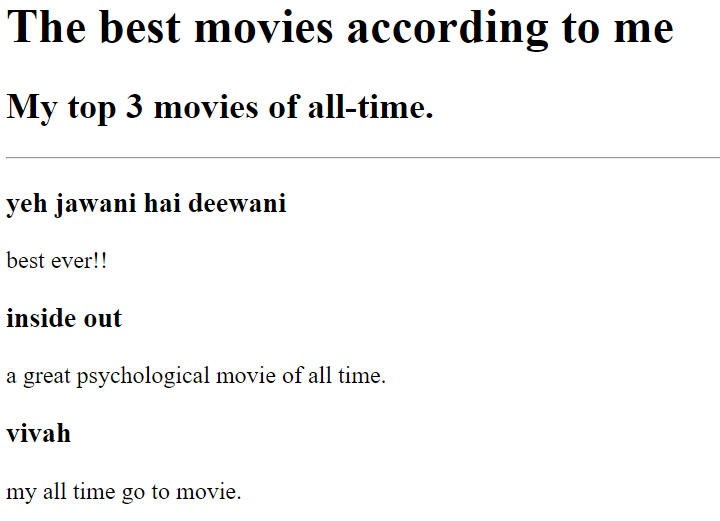 The best movies according to me
My top 3 movies of all-time.
yeh jawani hai deewani
best ever!!
inside out
a great psychological movie of all time.
vivah
my all time go to movie.